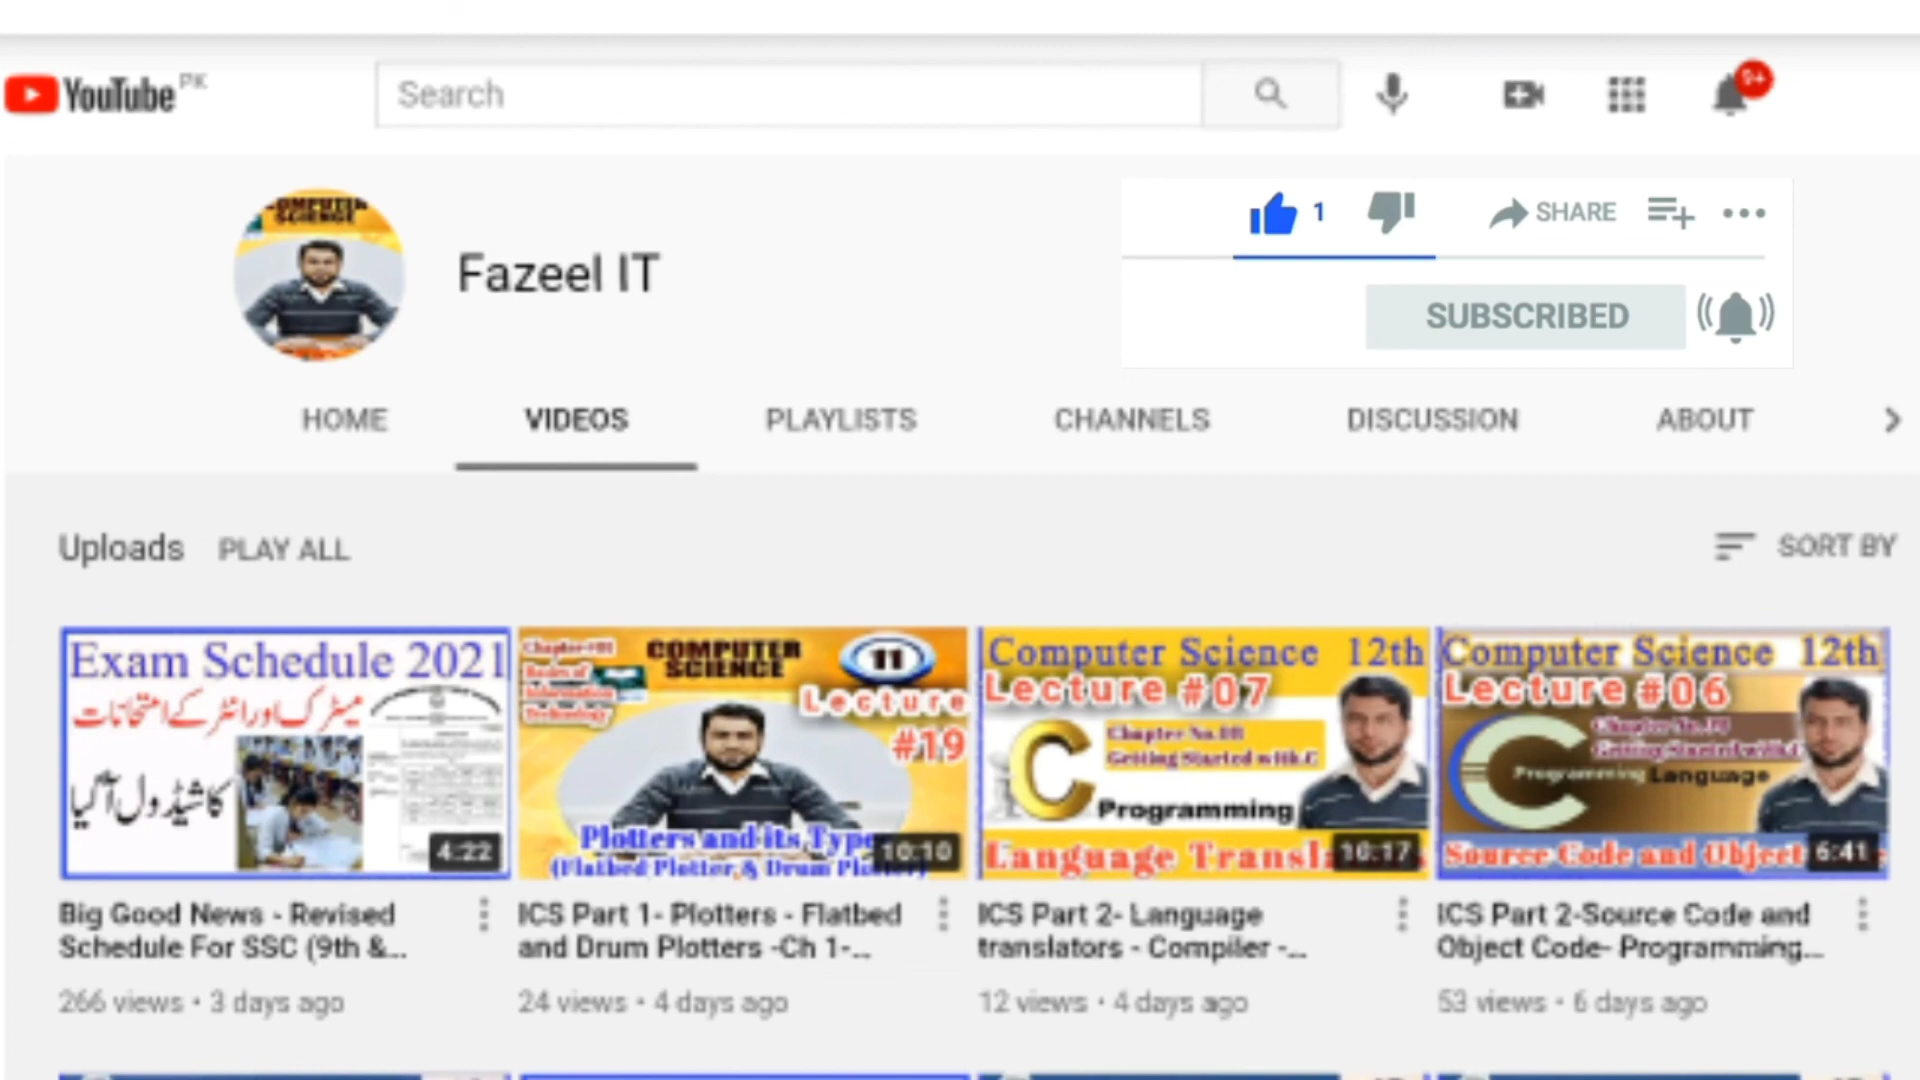 YouTube PK
Search
9+
COMPUTER
SCIENCE
Fazeel IT
1
SHARE
SUBSCRIBED
HOME
VIDEOS
PLAYLISTS
CHANNELS
DISCUSSION
ABOUT
Uploads
PLAY ALL
SORT BY
Exam Schedule 2021
میٹرک اور انٹر کے امتحانات
کا شیڈول آگیا
4:22
Chapter #01
Basics of
Information
Technology
COMPUTER
SCIENCE
11
Lecture
#19
Plotters and its Type
(Flatbed Plotter & Drum Plotter)
10:10
Computer Science 12th
Lecture #07
Chapter No.08
Getting Started with C
C
Programming
Language Transl
10:17
Computer Science 12th
Lecture #06
Getting Started with C
C
Programming Language
Source Code and Object
6:41
Big Good News - Revised
Schedule For SSC (9th &...
266 views • 3 days ago
ICS Part 1- Plotters - Flatbed
and Drum Plotters -Ch 1-...
24 views • 4 days ago
ICS Part 2- Language
translators - Compiler -...
12 views • 4 days ago
ICS Part 2-Source Code and
Object Code- Programming...
53 views • 6 days ago